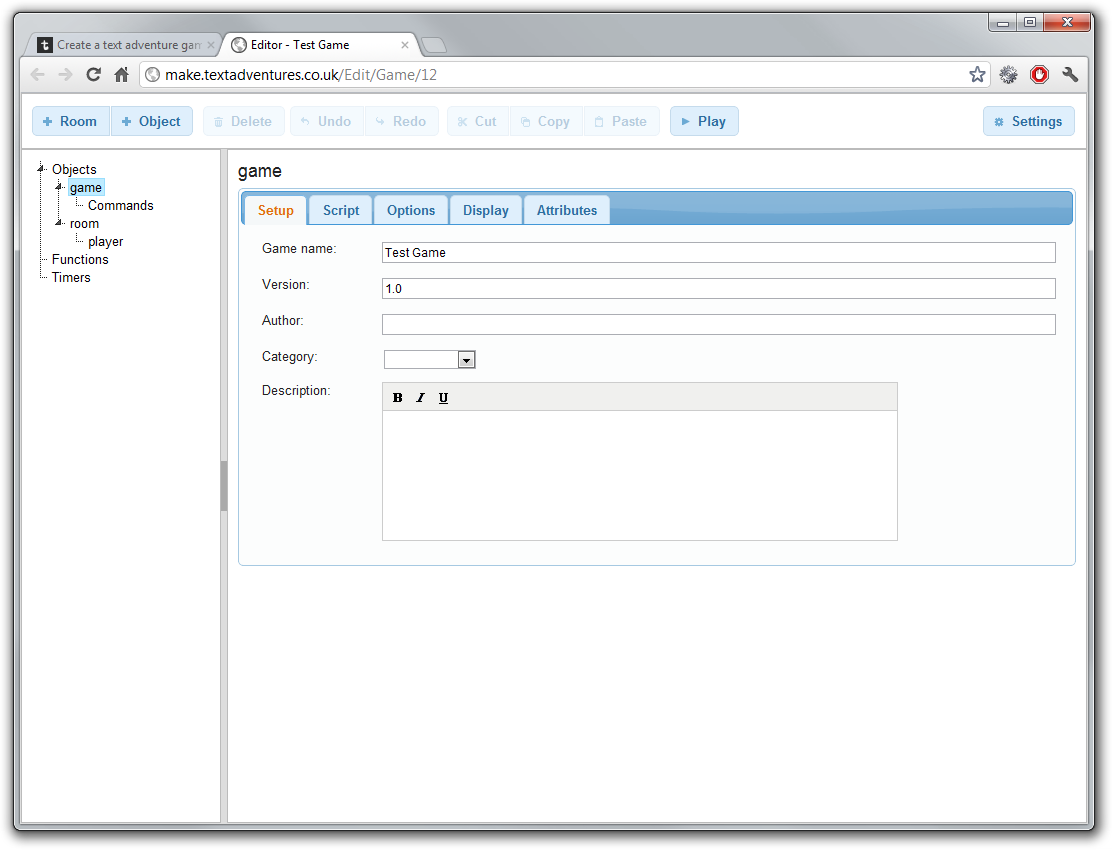 Create a text adventure gam
Editor - Test Game
make.textadventures.co.uk/Edit/Game/12
Room Object Delete Undo Redo Cut Copy Paste Play Settings
Objects
game
Commands
room
player
Functions
Timers
game
Setup Script Options Display Attributes
Game name: Test Game
Version: 1.0
Author:
Category:
Description:
B I U